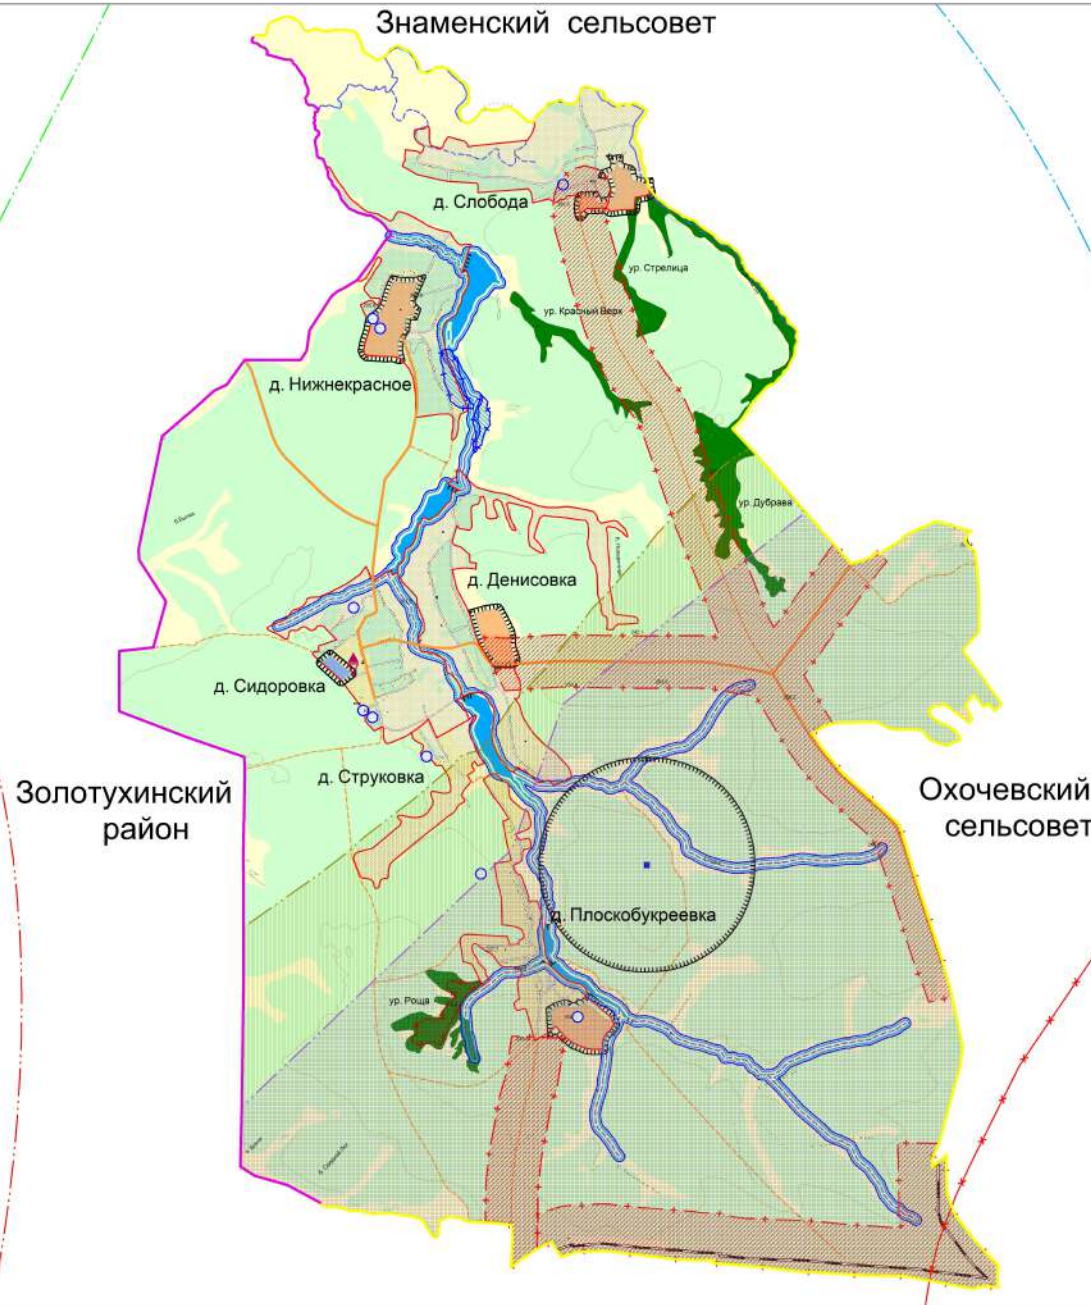 Знаменский сельсовет
д. Слобода
ур. Стрелица
ур. Красный Верх
д. Нижнекрасное
ур. Дубрава
д. Денисовка
д. Сидоровка
д. Струковка
Золотухинский
район
Охочевский
сельсовет
д. Плоскобукреевка
ур. Роща